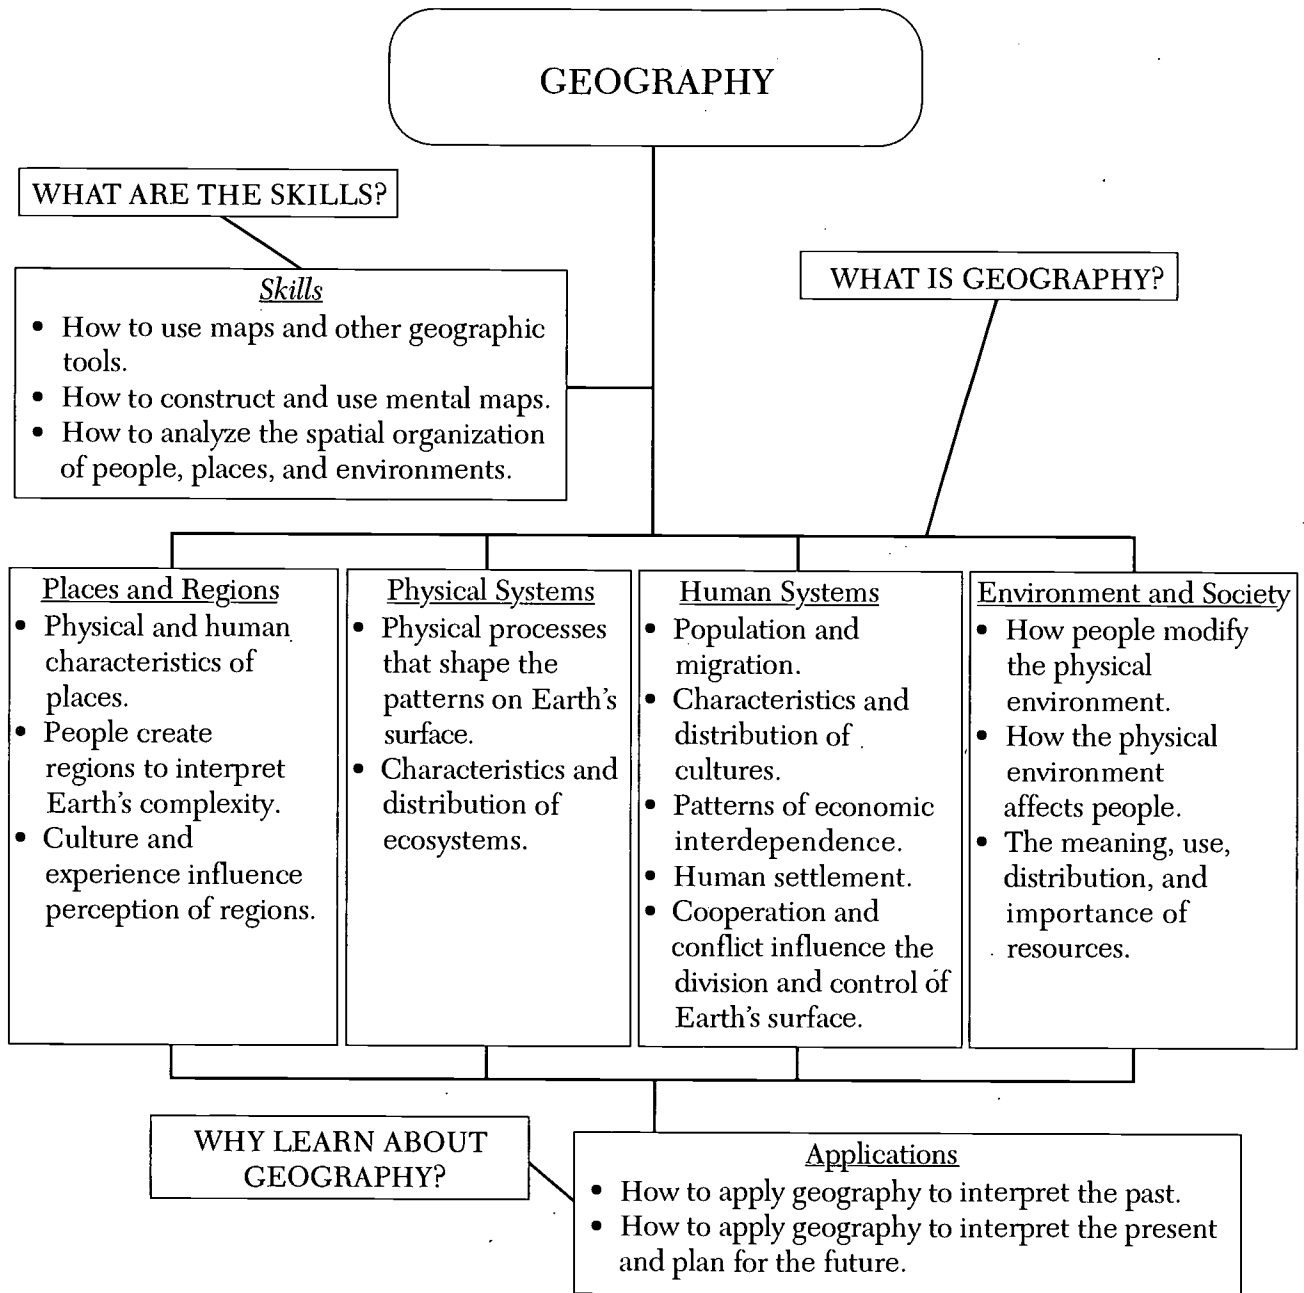 GEOGRAPHY
WHAT ARE THE SKILLS?
Skills
• How to use maps and other geographic
tools.
• How to construct and use mental maps.
• How to analyze the spatial organization
of people, places, and environments.
WHAT IS GEOGRAPHY?
Places and Regions
• Physical and human
characteristics of
places.
• People create
regions to interpret
Earth's complexity.
• Culture and
experience influence
perception of regions.
Physical Systems
• Physical processes
that shape the
patterns on Earth's
surface.
• Characteristics and
distribution of
ecosystems.
Human Systems
• Population and
migration.
• Characteristics and
distribution of
cultures.
• Patterns of economic
interdependence.
• Human settlement.
• Cooperation and
conflict influence the
division and control of
Earth's surface.
Environment and Society
• How people modify
the physical
environment.
• How the physical
environment
affects people.
• The meaning, use,
distribution, and
importance of
resources.
WHY LEARN ABOUT
GEOGRAPHY?
Applications
• How to apply geography to interpret the past.
• How to apply geography to interpret the present
and plan for the future.